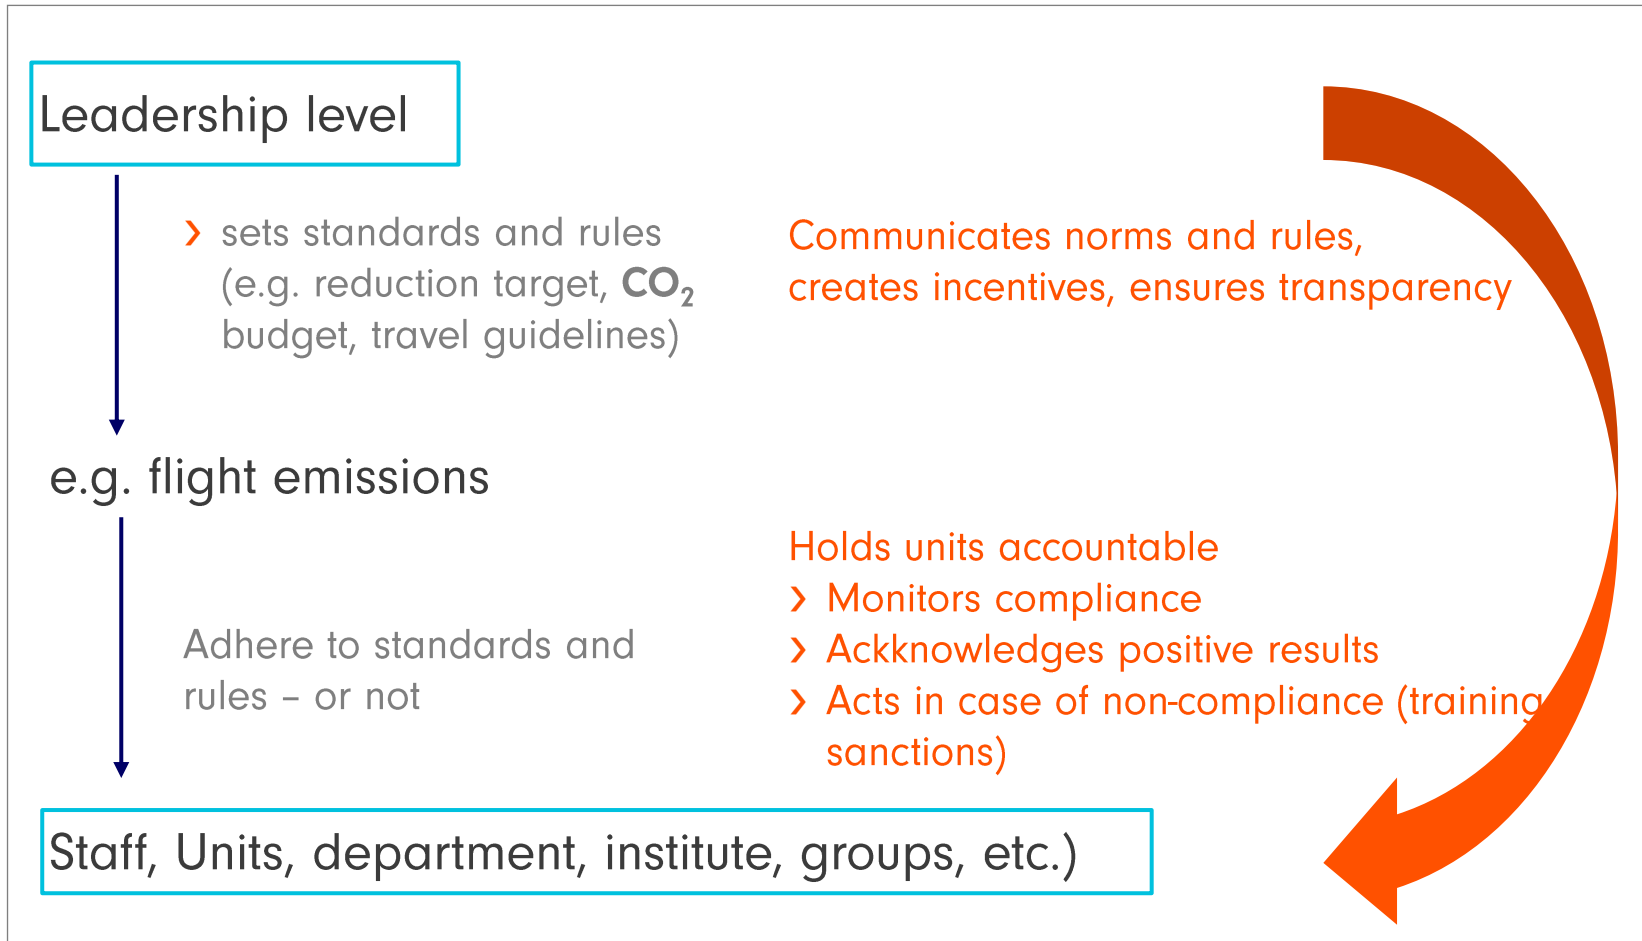 Leadership level
› sets standards and rules
(e.g. reduction target, CO₂
budget, travel guidelines)
Communicates norms and rules,
creates incentives, ensures transparency
e.g. flight emissions
Holds units accountable
› Monitors compliance
› Ackknowledges positive results
› Acts in case of non-compliance (training
sanctions)
Adhere to standards and
rules – or not
Staff, Units, department, institute, groups, etc.)